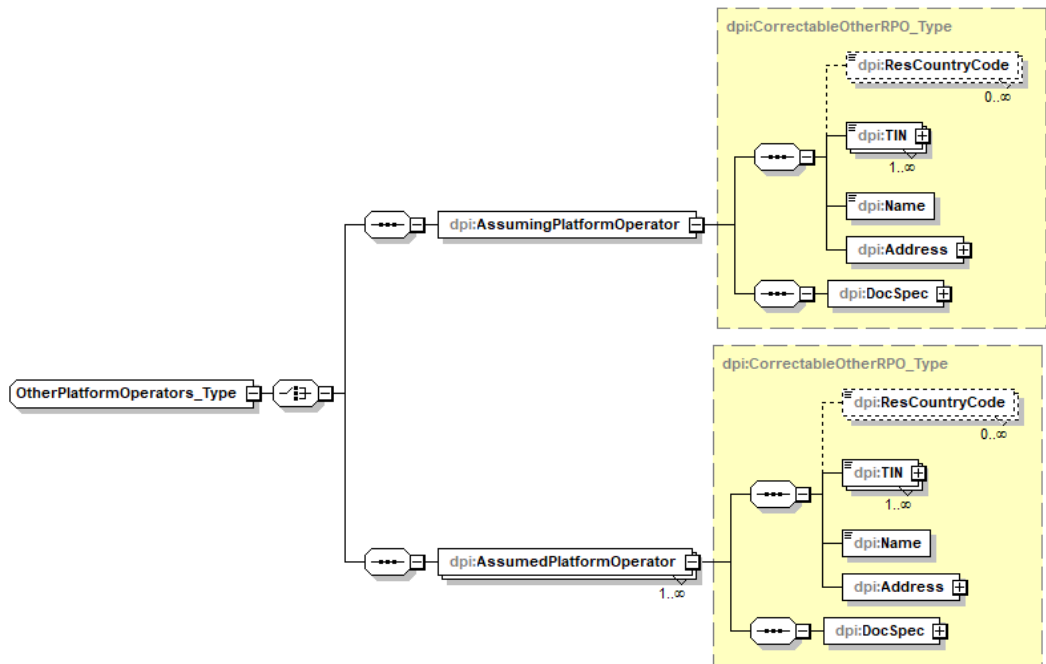 dpi:CorrectableOtherRPO_Type
dpi:ResCountryCode
0..∞
dpi:TIN
1..∞
dpi:Name
dpi:AssumingPlatformOperator
dpi:Address
dpi:DocSpec
OtherPlatformOperators_Type
dpi:CorrectableOtherRPO_Type
dpi:ResCountryCode
0..∞
dpi:TIN
1..∞
dpi:Name
dpi:AssumedPlatformOperator
1..∞
dpi:Address
dpi:DocSpec